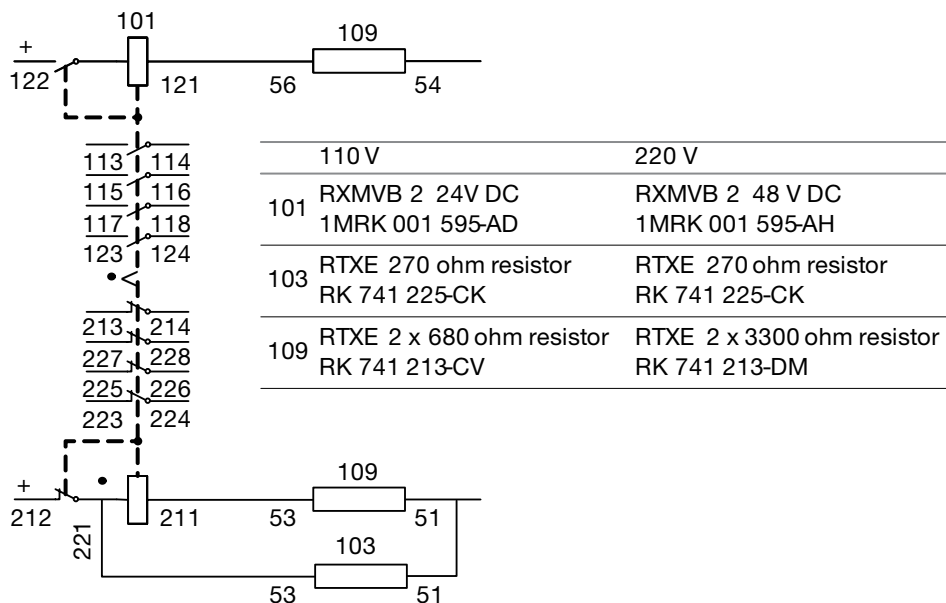 101
109
+
122
121
56
54
113
114
115
116
117
118
123
124
213
214
227
228
225
226
223
224
110 V
220 V
101
RXMVB 2 24V DC
RXMVB 2 48 V DC
1MRK 001 595-AD
1MRK 001 595-AH
103
RTXE 270 ohm resistor
RTXE 270 ohm resistor
RK 741 225-CK
RK 741 225-CK
109
RTXE 2 x 680 ohm resistor
RTXE 2 x 3300 ohm resistor
RK 741 213-CV
RK 741 213-DM
109
+
212
221
211
53
51
103
53
51